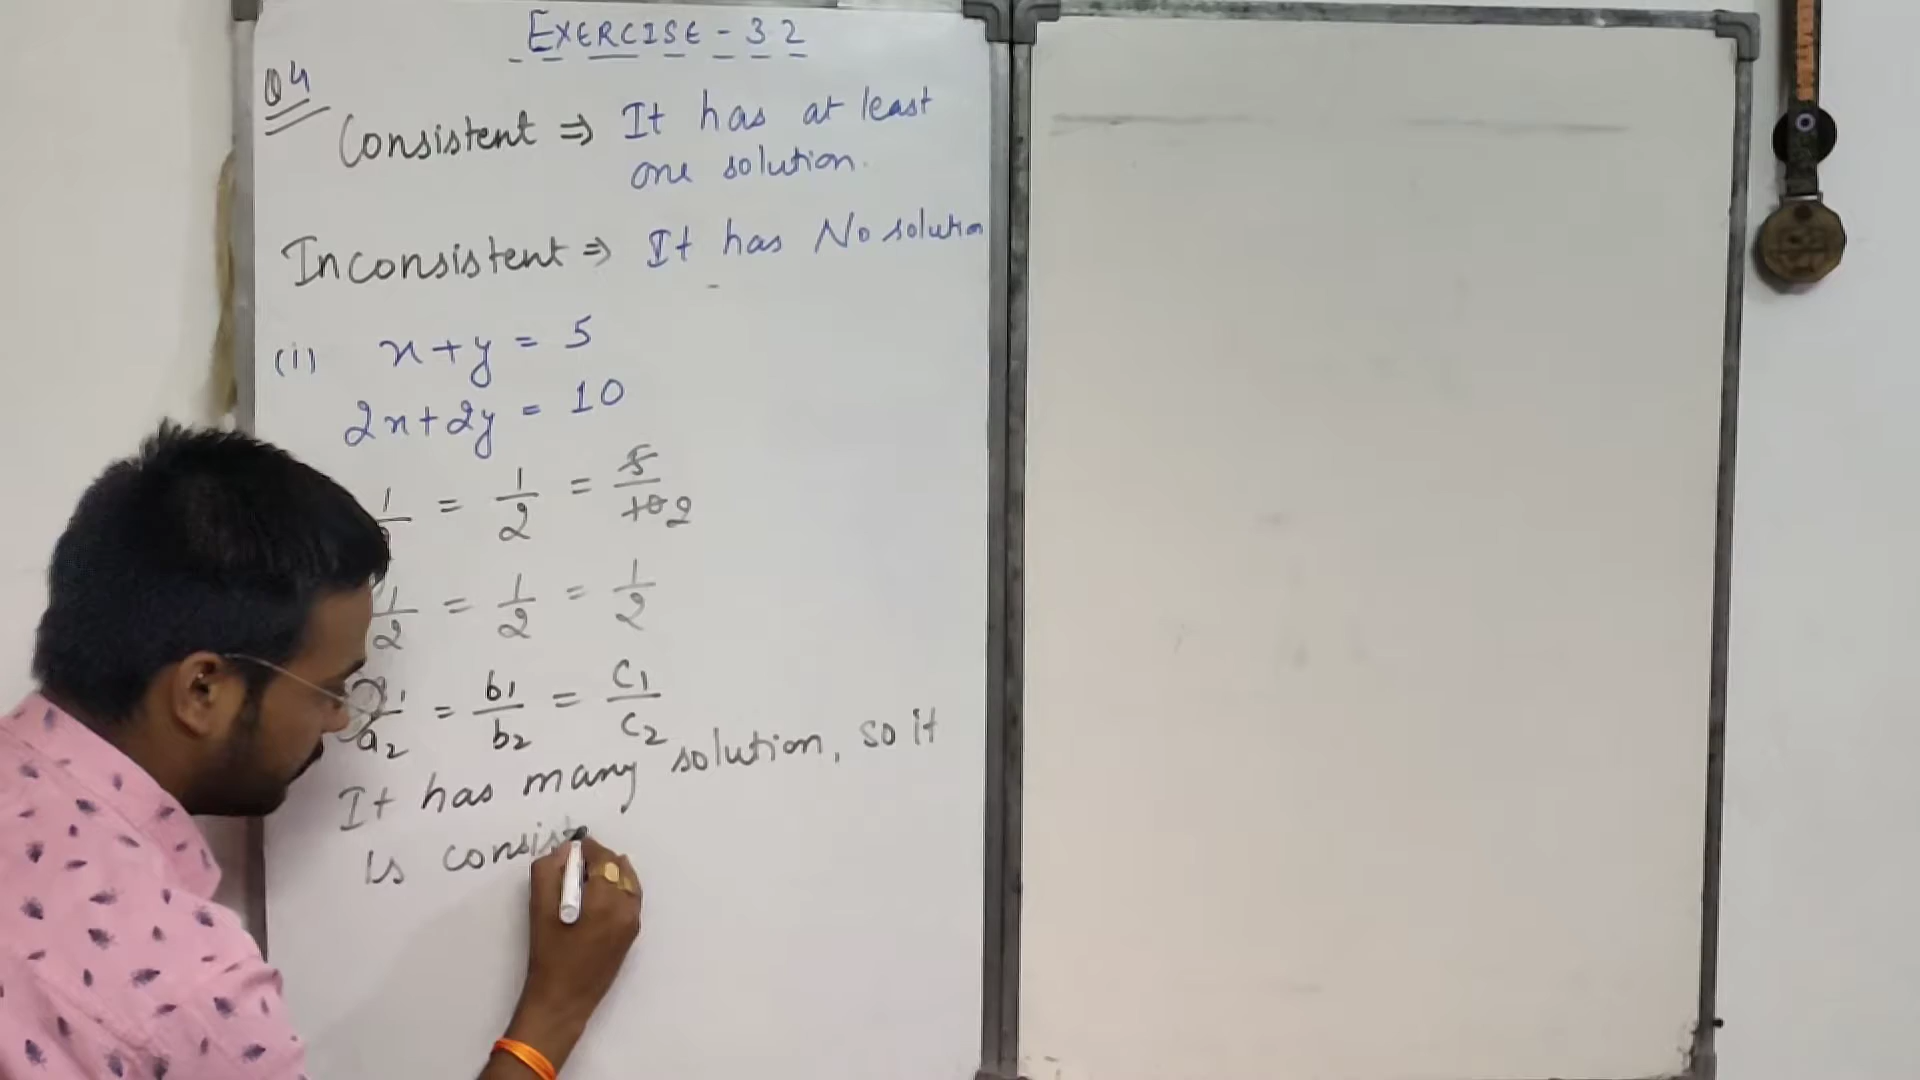 EXERCISE - 3.2
Q4
Consistent ⇒ It has at least
one solution.
Inconsistent ⇒ It has No solution
(i) x + y = 5
2x + 2y = 10
1/ = 1/2 = 5/10 2
1/2 = 1/2 = 1/2
a1/a2 = b1/b2 = C1/C2
It has many solution, so it
is consist